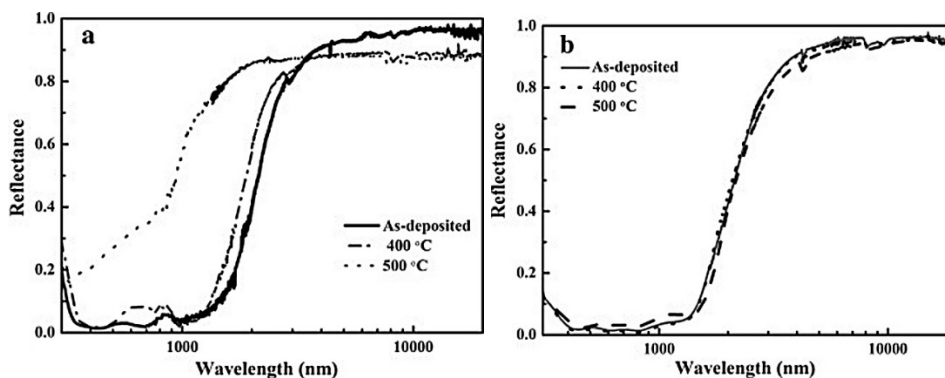 a
1.0
0.8
0.6
0.4
0.2
0.0
Reflectance
As-deposited
400 °C
500 °C
1000
10000
Wavelength (nm)
b
1.0
0.8
0.6
0.4
0.2
0.0
Reflectance
As-deposited
400 °C
500 °C
1000
10000
Wavelength (nm)